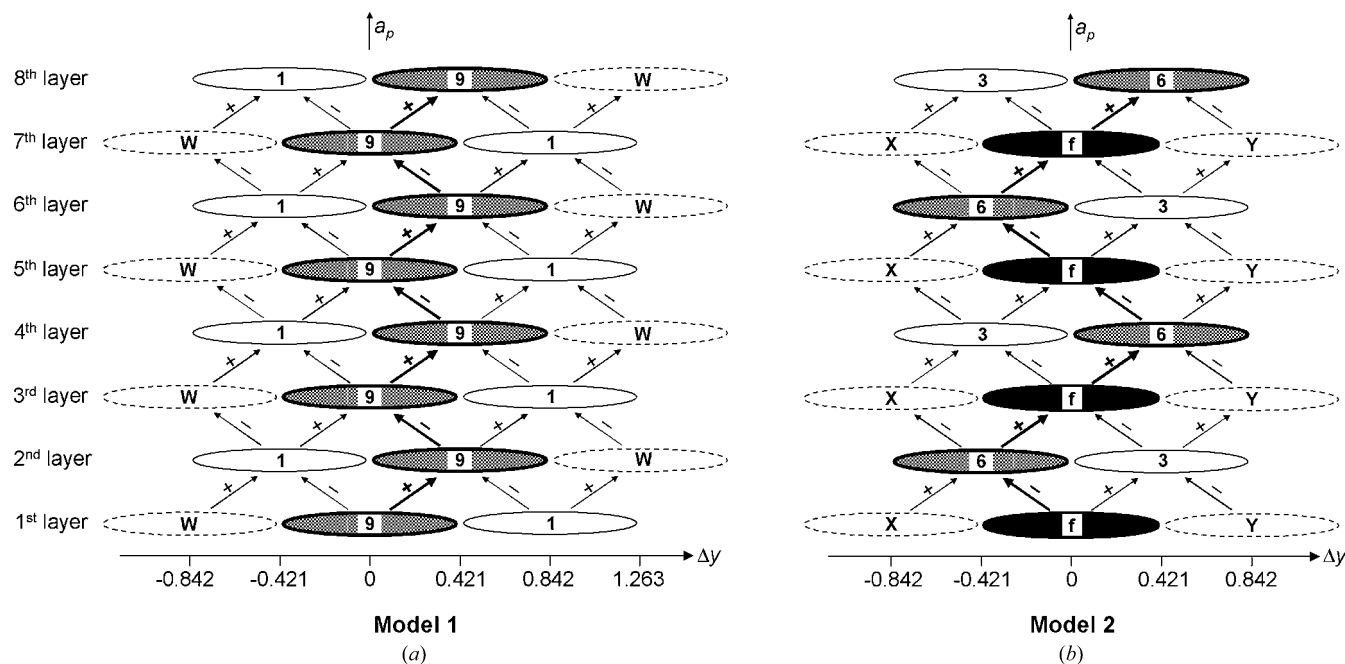 a_p a_p
8th layer 1 9 W 3 6
+ − + − + + − + −
7th layer W 9 1 X f Y
− + − + − − + − +
6th layer 1 9 W 6 3
+ − + − + + − + −
5th layer W 9 1 X f Y
− + − + − − + − +
4th layer 1 9 W 3 6
+ − + − + + − + −
3rd layer W 9 1 X f Y
− + − + − − + − +
2nd layer 1 9 W 6 3
+ − + − + + − + −
1st layer W 9 1 X f Y
Δy Δy
-0.842 -0.421 0 0.421 0.842 1.263 -0.842 -0.421 0 0.421 0.842
Model 1 Model 2
(a) (b)